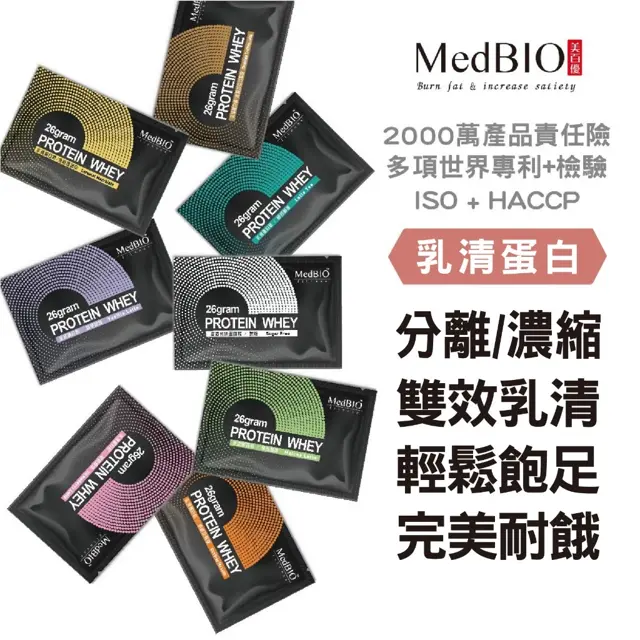 MedBIO 美百優
Burn fat & increase satiety
2000萬產品責任險
多項世界專利+檢驗
ISO + HACCP
乳清蛋白
分離/濃縮
雙效乳清
輕鬆飽足
完美耐餓
PROTEIN WHEY
MedBIO
26gram
PROTEIN WHEY
26gram
PROTEIN WHEY
MedBIO
26gram
PROTEIN WHEY
MedBIO
26gram
PROTEIN WHEY
Sugar Free
MedBIO
26gram
PROTEIN WHEY
26gram
PROTEIN WHEY
MedBIO
26gram
PROTEIN WHEY
MedBIO